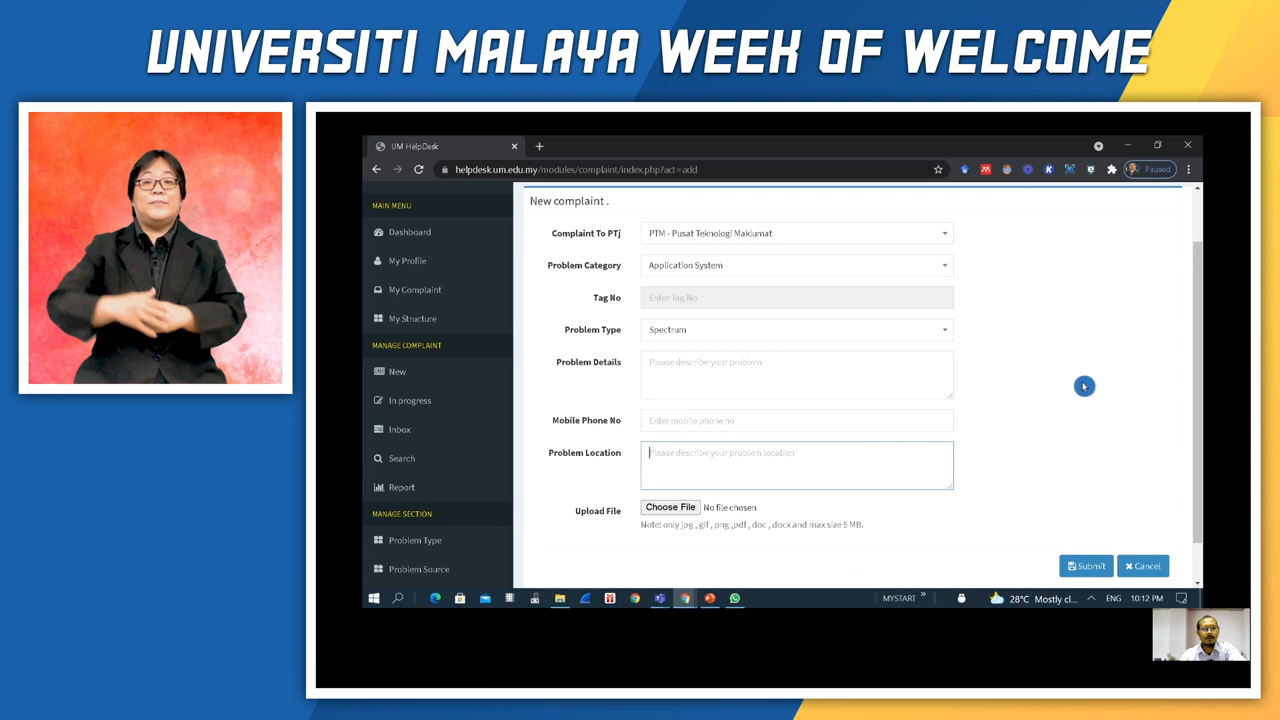 UNIVERSITI MALAYA WEEK OF WELCOME
UM HelpDesk
helpdesk.um.edu.my/modules/complaint/index.php?act=add
Paused
MAIN MENU
Dashboard
My Profile
My Complaint
My Structure
MANAGE COMPLAINT
New
In progress
Inbox
Search
Report
MANAGE SECTION
Problem Type
Problem Source
New complaint .
Complaint To PTj
PTM - Pusat Teknologi Maklumat
Problem Category
Application System
Tag No
Enter Tag No
Problem Type
Spectrum
Problem Details
Please describe your problem
Mobile Phone No
Enter mobile phone no
Problem Location
Please describe your problem location
Upload File
Choose File No file chosen
Note: only jpg , gif , png ,pdf , doc , docx and max size 5 MB.
Submit
Cancel
MYSTART
28°C Mostly cl...
ENG
10:12 PM